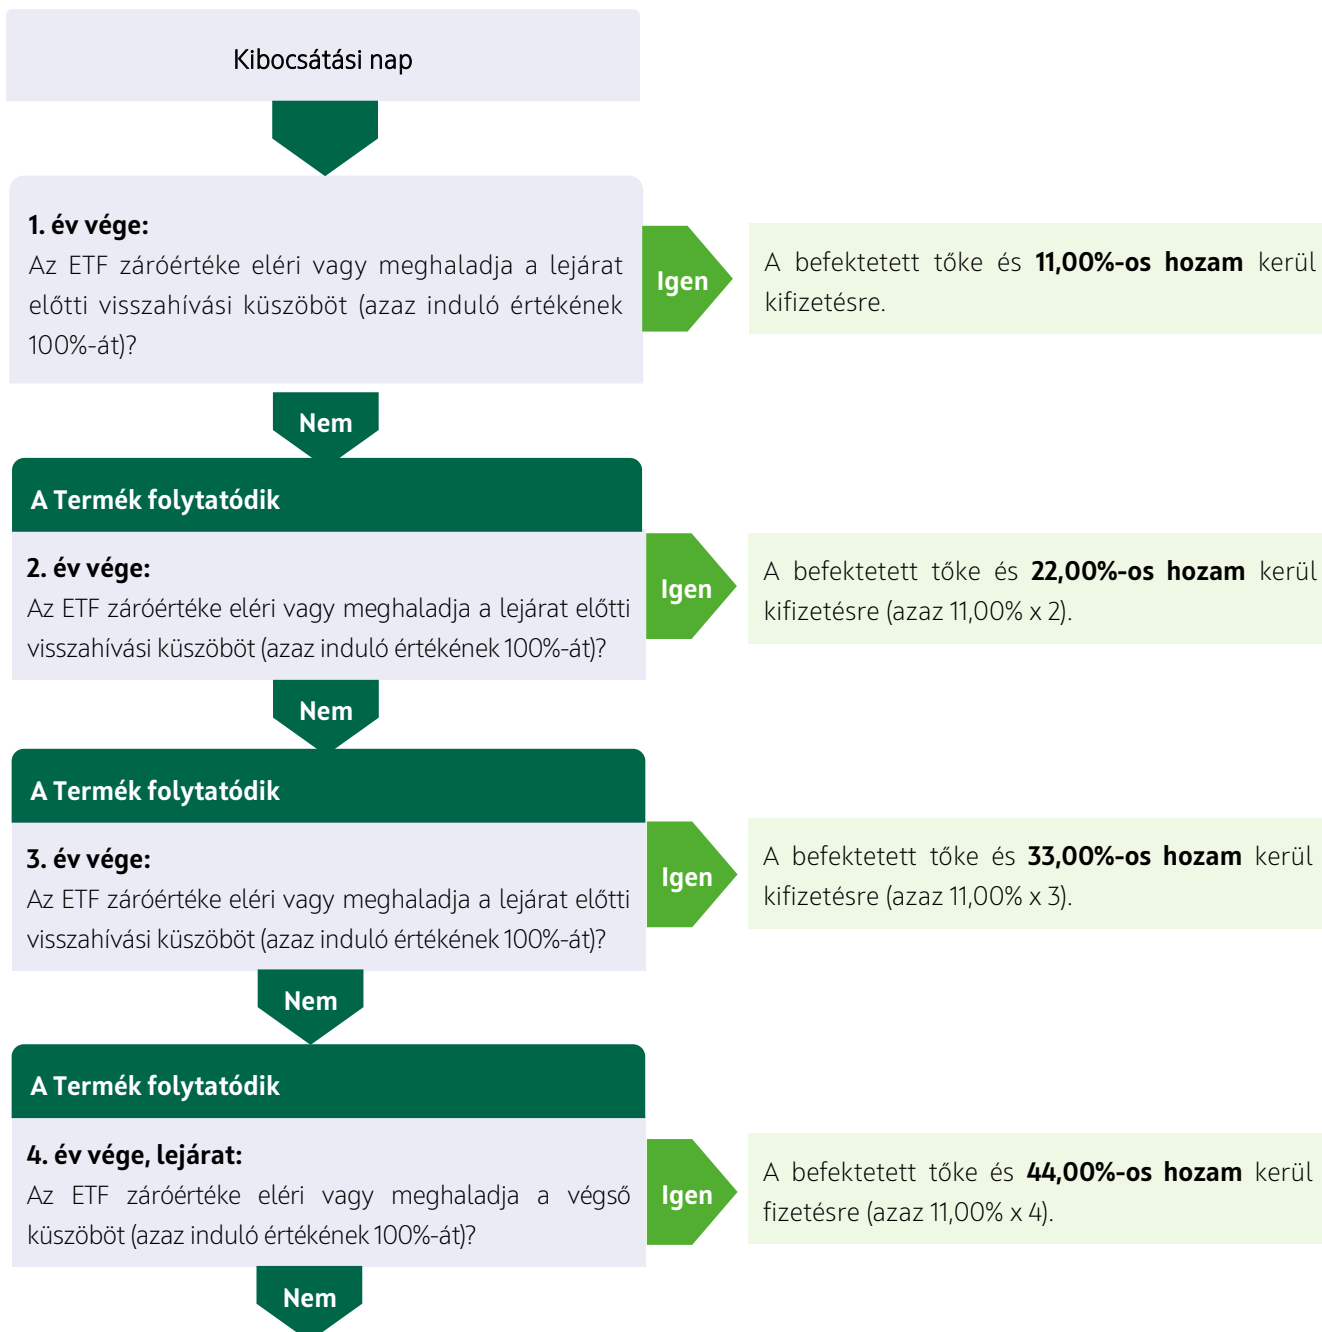 Kibocsátási nap
1. év vége:
Az ETF záróértéke eléri vagy meghaladja a lejárat
előtti visszahívási küszöböt (azaz induló értékének
100%-át)?
Igen
A befektetett tőke és 11,00%-os hozam kerül
kifizetésre.
Nem
A Termék folytatódik
2. év vége:
Az ETF záróértéke eléri vagy meghaladja a lejárat előtti
visszahívási küszöböt (azaz induló értékének 100%-át)?
Igen
A befektetett tőke és 22,00%-os hozam kerül
kifizetésre (azaz 11,00% x 2).
Nem
A Termék folytatódik
3. év vége:
Az ETF záróértéke eléri vagy meghaladja a lejárat előtti
visszahívási küszöböt (azaz induló értékének 100%-át)?
Igen
A befektetett tőke és 33,00%-os hozam kerül
kifizetésre (azaz 11,00% x 3).
Nem
A Termék folytatódik
4. év vége, lejárat:
Az ETF záróértéke eléri vagy meghaladja a végső
küszöböt (azaz induló értékének 100%-át)?
Igen
A befektetett tőke és 44,00%-os hozam kerül
fizetésre (azaz 11,00% x 4).
Nem